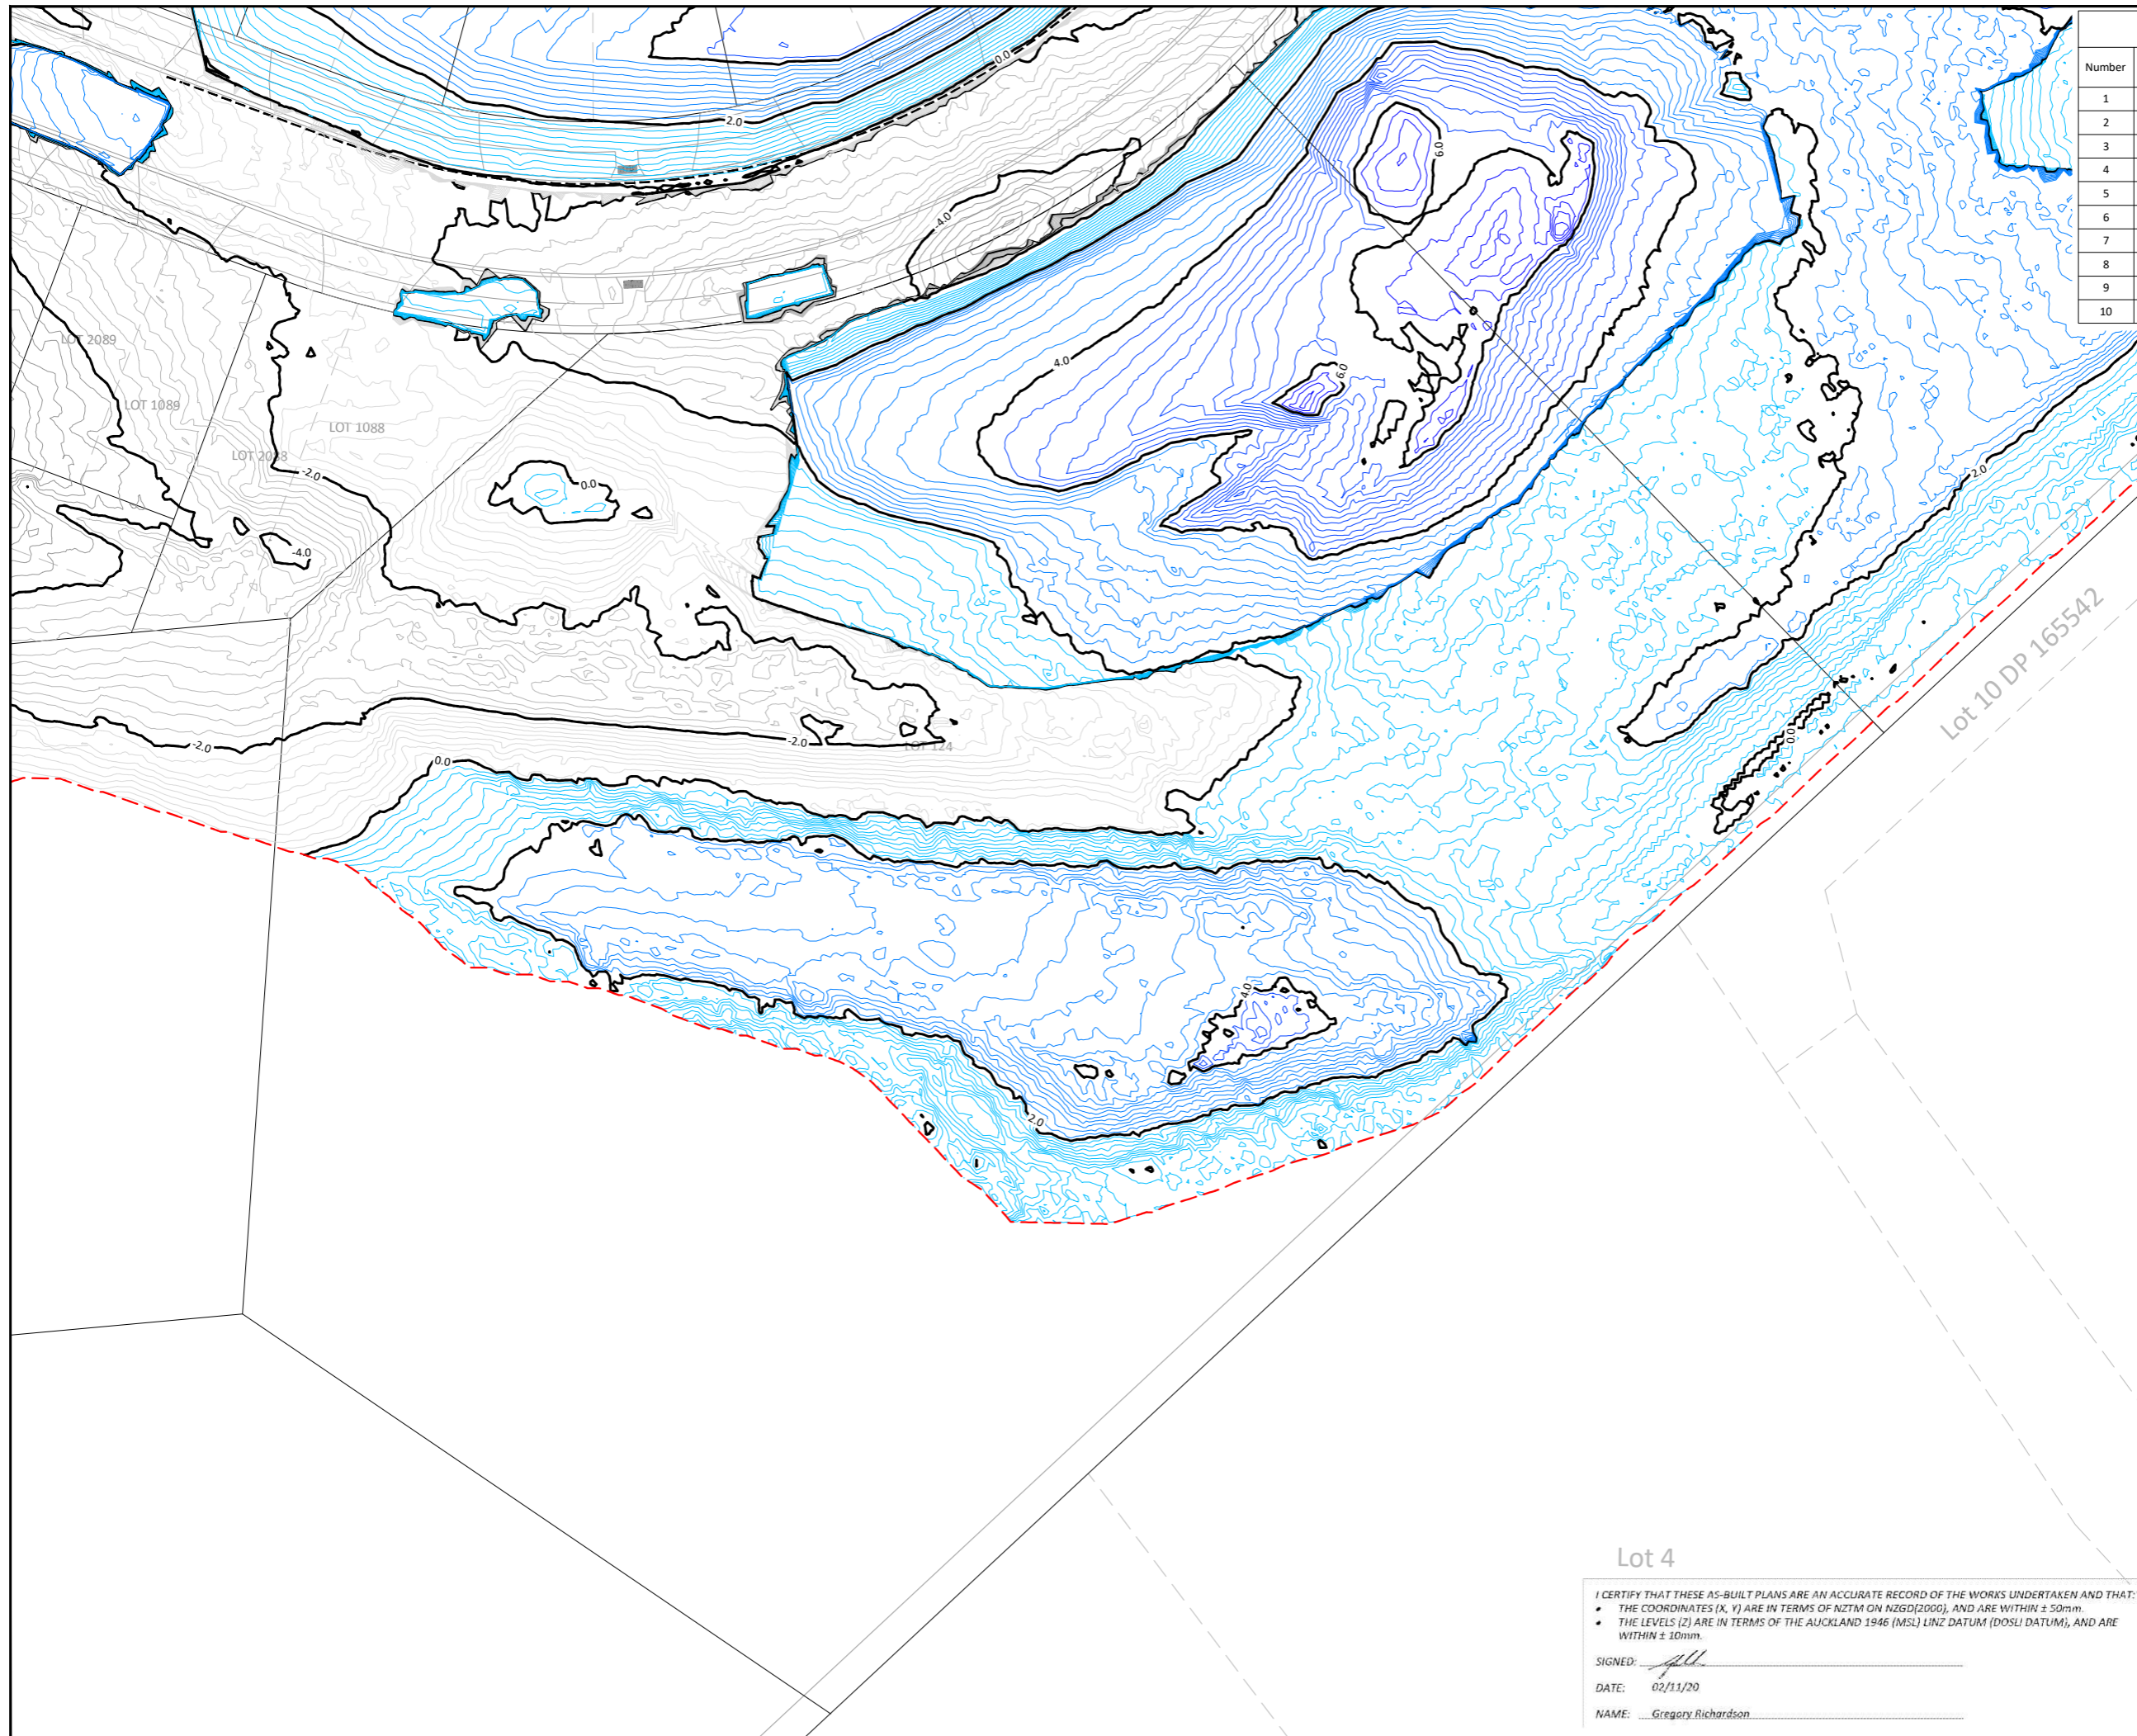 0.0
2.0
-4.0
6.0
Number
1
2
3
4
5
6
7
8
9
10
LOT 2089
LOT 1089
LOT 1088
LOT 2088
4.0
6.0
-2.0
0.0
2.0
-4.0
Lot 10 DP 165542
-2.0
-2.0
LOT 124
0.0
0.0
4.0
2.0
Lot 4
I CERTIFY THAT THESE AS-BUILT PLANS ARE AN ACCURATE RECORD OF THE WORKS UNDERTAKEN AND THAT:
• THE COORDINATES (X, Y) ARE IN TERMS OF NZTM ON NZGD(2000), AND ARE WITHIN ± 50mm.
• THE LEVELS (Z) ARE IN TERMS OF THE AUCKLAND 1946 (MSL) LINZ DATUM (DOSLI DATUM), AND ARE
WITHIN ± 10mm.
SIGNED:
DATE: 02/11/20
NAME: Gregory Richardson